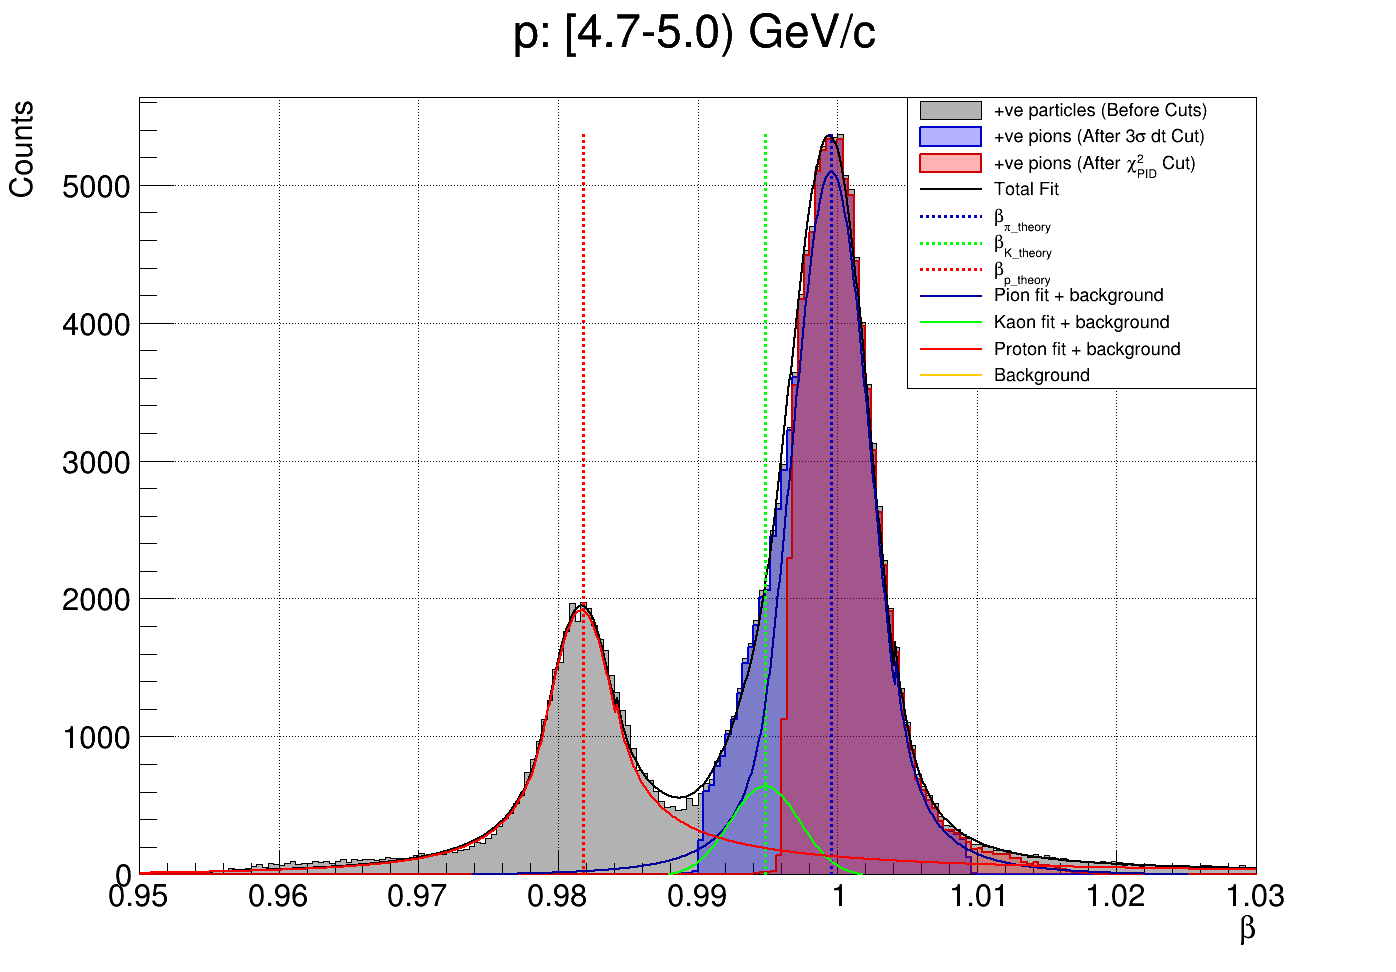 p: [4.7-5.0) GeV/c
Counts
+ve particles (Before Cuts)
+ve pions (After 3σ dt Cut)
+ve pions (After χ²PID Cut)
Total Fit
βπ_theory
βK_theory
βp_theory
Pion fit + background
Kaon fit + background
Proton fit + background
Background
5000
4000
3000
2000
1000
0
0.95 0.96 0.97 0.98 0.99 1 1.01 1.02 1.03
β